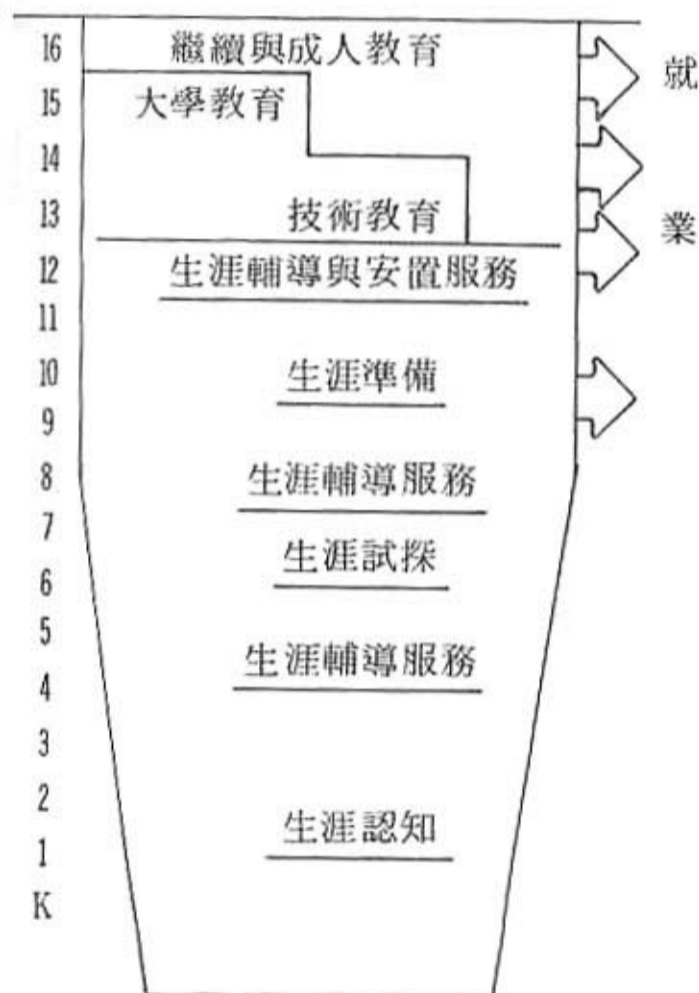 16 繼續與成人教育 就
15 大學教育
14
13 技術教育 業
12 生涯輔導與安置服務
11
10 生涯準備
9
8 生涯輔導服務
7
生涯試探
6
5
生涯輔導服務
4
3
2
生涯認知
1
K